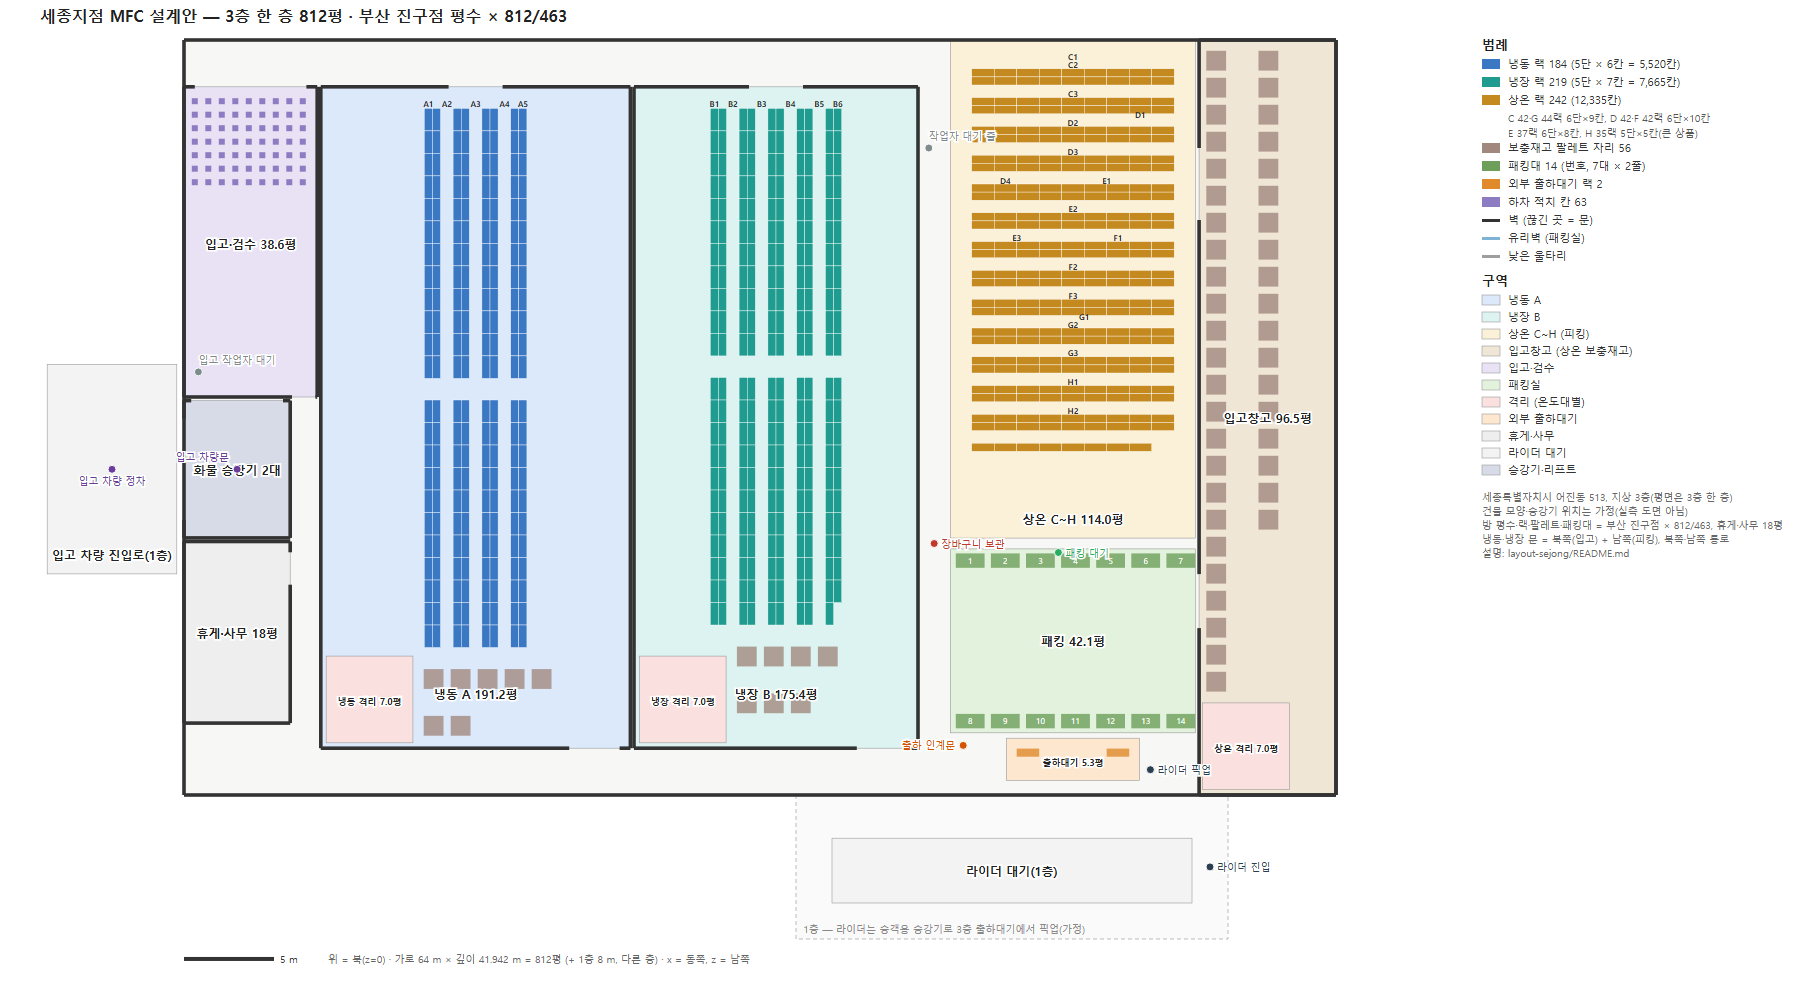 세종지점 MFC 설계안 — 3층 한 층 812평 · 부산 진구점 평수 × 812/463
C1
C2
C3
D1
D2
D3
D4
E1
E2
E3
F1
F2
F3
G1
G2
G3
H1
H2
A1
A2
A3
A4
A5
B1
B2
B3
B4
B5
B6
작업자 대기 줄
입고·검수 38.6평
입고 작업자 대기
입고 차량문
화물 승강기 2대
입고 차량 정차
입고 차량 진입로(1층)
휴게·사무 18평
냉동 격리 7.0평
냉동 A 191.2평
냉장 격리 7.0평
냉장 B 175.4평
상온 C~H 114.0평
입고창고 96.5평
장바구니 보관
패킹 대기
1
2
3
4
5
6
7
패킹 42.1평
8
9
10
11
12
13
14
출하 인계문
출하대기 5.3평
라이더 픽업
상온 격리 7.0평
라이더 대기(1층)
라이더 진입
1층 — 라이더는 승객용 승강기로 3층 출하대기에서 픽업(가정)
5 m
위 = 북(z=0) · 가로 64 m × 깊이 41.942 m = 812평 (+ 1층 8 m, 다른 층) · x = 동쪽, z = 남쪽
범례
냉동 랙 184 (5단 × 6칸 = 5,520칸)
냉장 랙 219 (5단 × 7칸 = 7,665칸)
상온 랙 242 (12,335칸)
C 42·G 44랙 6단×9칸, D 42·F 42랙 6단×10칸
E 37랙 6단×8칸, H 35랙 5단×5칸(큰 상품)
보충재고 팔레트 자리 56
패킹대 14 (번호, 7대 × 2줄)
외부 출하대기 랙 2
하차 적치 칸 63
벽 (끊긴 곳 = 문)
유리벽 (패킹실)
낮은 울타리
구역
냉동 A
냉장 B
상온 C~H (피킹)
입고창고 (상온 보충재고)
입고·검수
패킹실
격리 (온도대별)
외부 출하대기
휴게·사무
라이더 대기
승강기·리프트
세종특별자치시 어진동 513, 지상 3층(평면은 3층 한 층)
건물 모양·승강기 위치는 가정(실측 도면 아님)
방 평수·랙·팔레트·패킹대 = 부산 진구점 × 812/463, 휴게·사무 18평
냉동·냉장 문 = 북쪽(입고) + 남쪽(피킹), 북쪽·남쪽 통로
설명: layout-sejong/README.md